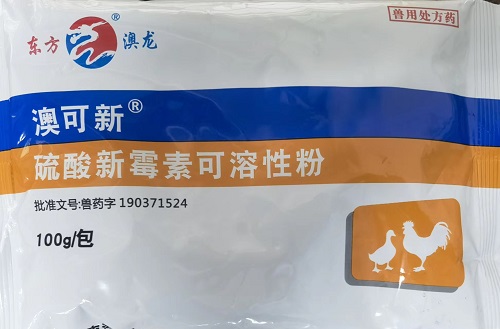 兽用处方药
东方 澳龙
澳可新®
硫酸新霉素可溶性粉
批准文号:兽药字 190371524
100g/包